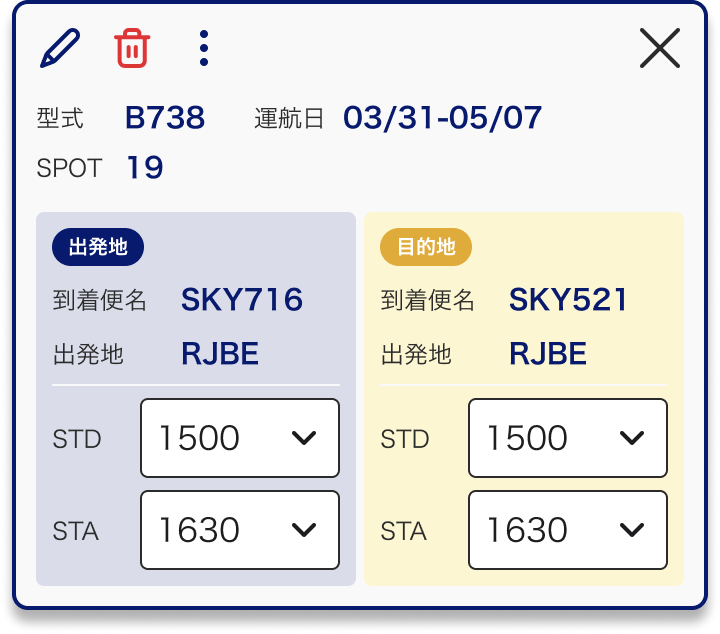 型式 B738 運航日 03/31-05/07
SPOT 19
出発地
到着便名 SKY716
出発地 RJBE
STD 1500
STA 1630
目的地
到着便名 SKY521
出発地 RJBE
STD 1500
STA 1630